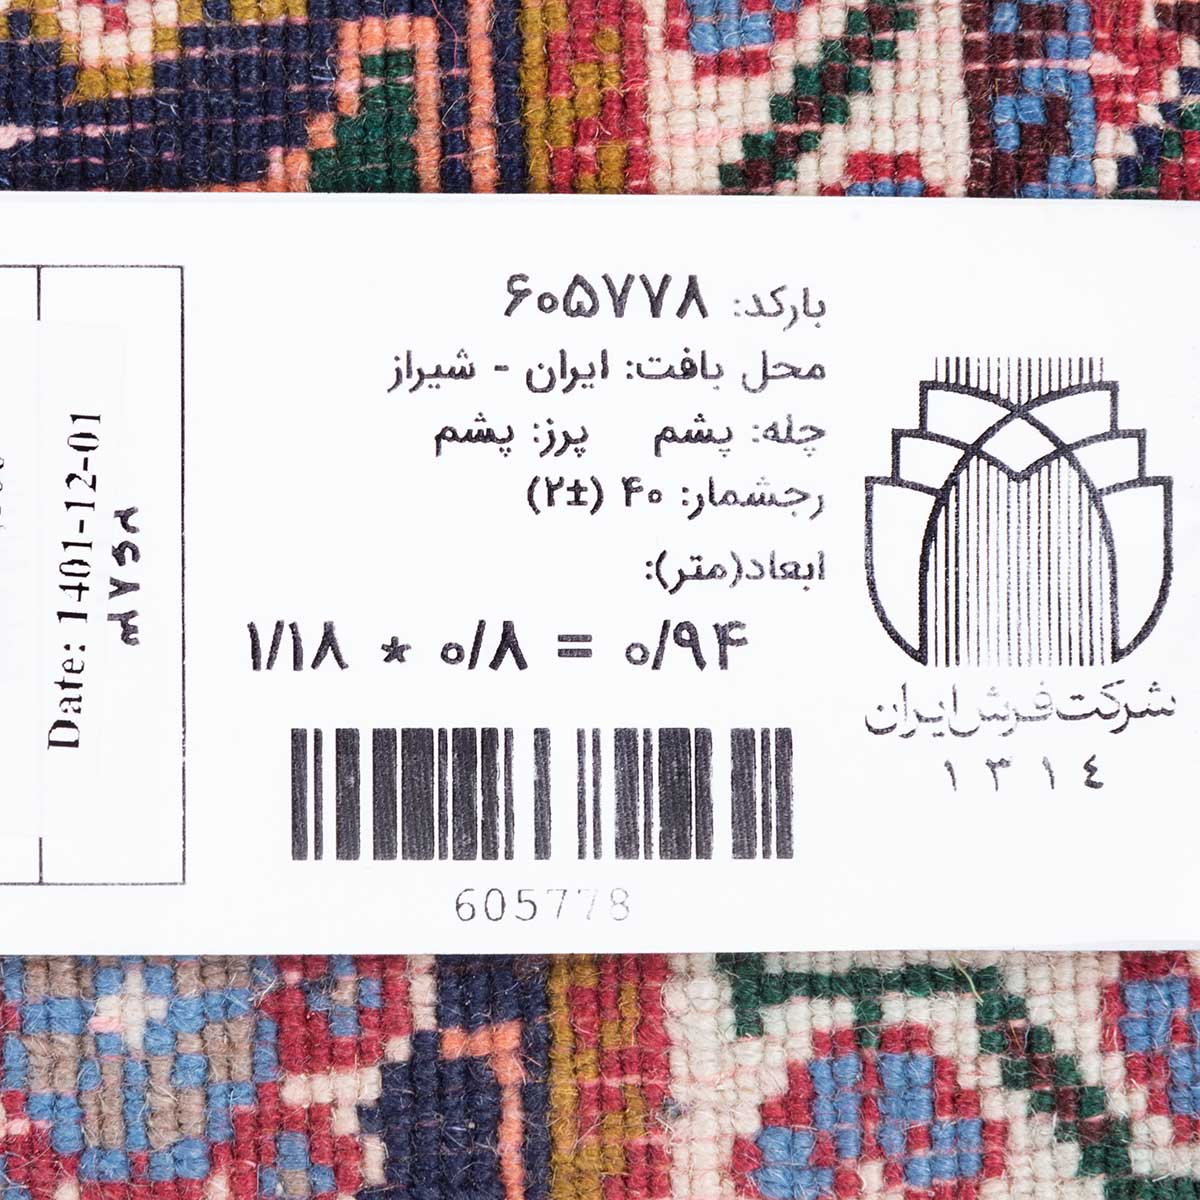 بارکد: ۶۰۵۷۷۸
محل بافت: ایران - شیراز
چله: پشم پرز: پشم
رجشمار: ۴۰ (±۲)
ابعاد(متر):
۱/۱۸ * ۰/۸ = ۰/۹۴
605778
شرکت فرش ایران
١٣١٤
Date: 1401-12-01